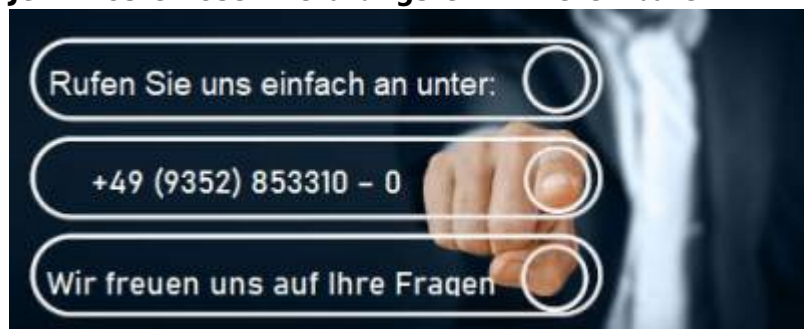 Rufen Sie uns einfach an unter:
+49 (9352) 853310 – 0
Wir freuen uns auf Ihre Fragen